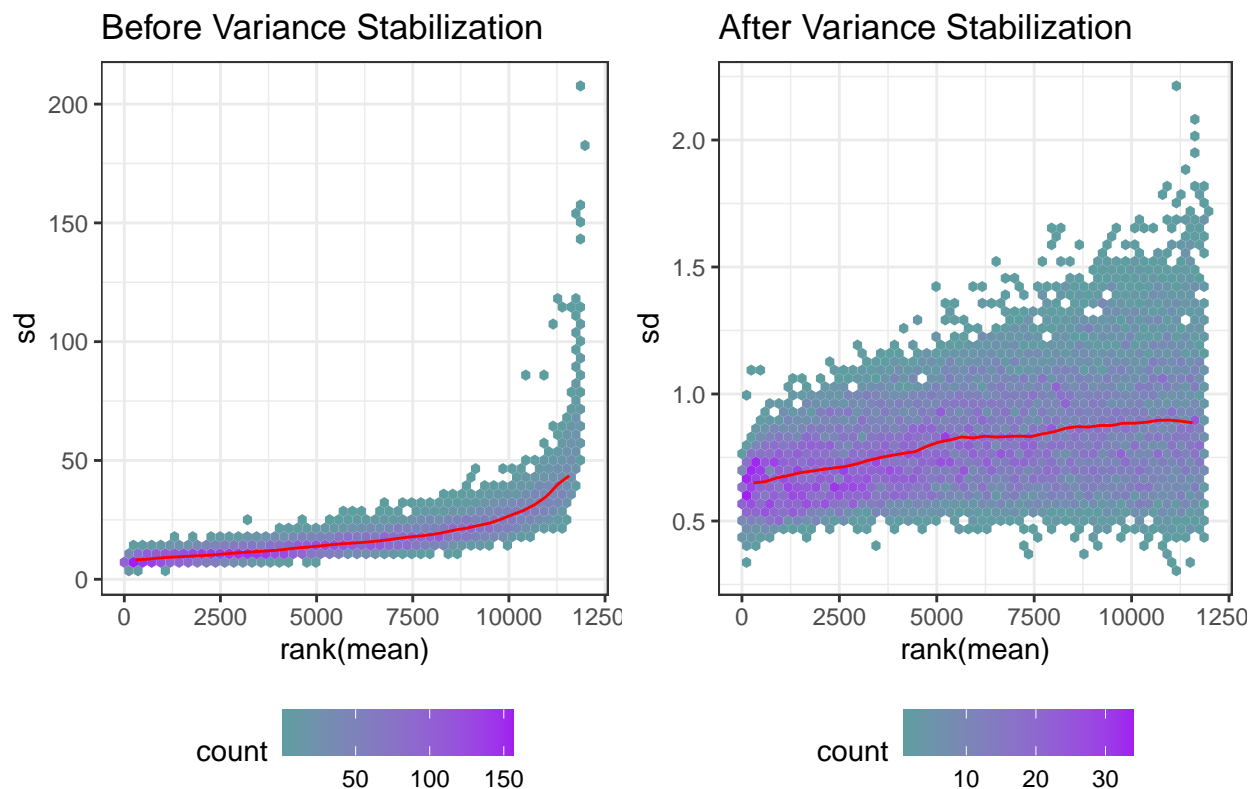 Before Variance Stabilization
After Variance Stabilization
200
150
100
50
0
sd
0 2500 5000 7500 10000 1250
rank(mean)
2.0
1.5
1.0
0.5
sd
0 2500 5000 7500 10000 1250
rank(mean)
count
50 100 150
count
10 20 30